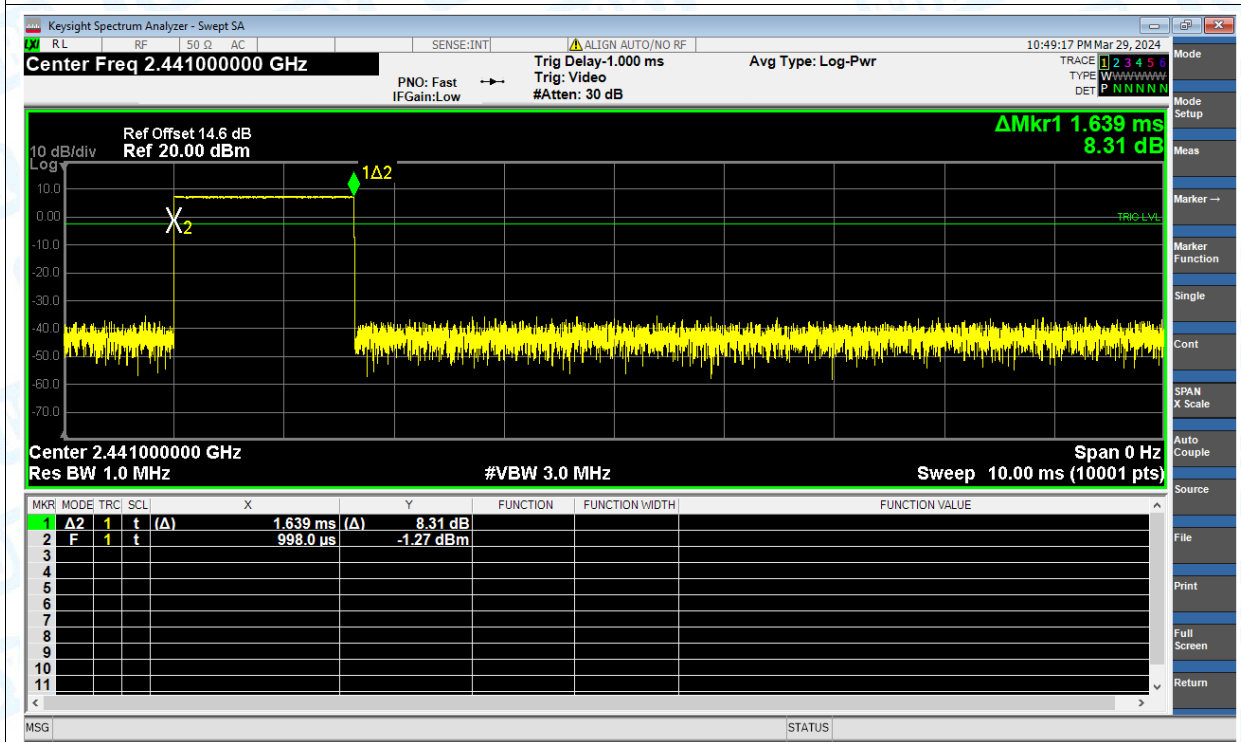 Keysight Spectrum Analyzer - Swept SA
LXI RL RF 50 Ω AC SENSE:INT ALIGN AUTO/NO RF 10:49:17 PM Mar 29, 2024
Center Freq 2.441000000 GHz
PNO: Fast
IFGain:Low
Trig Delay-1.000 ms
Trig: Video
#Atten: 30 dB
Avg Type: Log-Pwr
TRACE 1 2 3 4 5 6
TYPE WWWWWW
DET P N N N N N
ΔMkr1 1.639 ms
8.31 dB
Ref Offset 14.6 dB
10 dB/div Ref 20.00 dBm
Log
10.0
0.00
-10.0
-20.0
-30.0
-40.0
-50.0
-60.0
-70.0
1Δ2
2
TRIG LVL
Center 2.441000000 GHz Span 0 Hz
Res BW 1.0 MHz #VBW 3.0 MHz Sweep 10.00 ms (10001 pts)
MKR MODE TRC SCL X Y FUNCTION FUNCTION WIDTH FUNCTION VALUE
1 Δ2 1 t (Δ) 1.639 ms (Δ) 8.31 dB
2 F 1 t 998.0 µs -1.27 dBm
3
4
5
6
7
8
9
10
11
MSG STATUS
Mode
Mode
Setup
Meas
Marker →
Marker
Function
Single
Cont
SPAN
X Scale
Auto
Couple
Source
File
Print
Full
Screen
Return